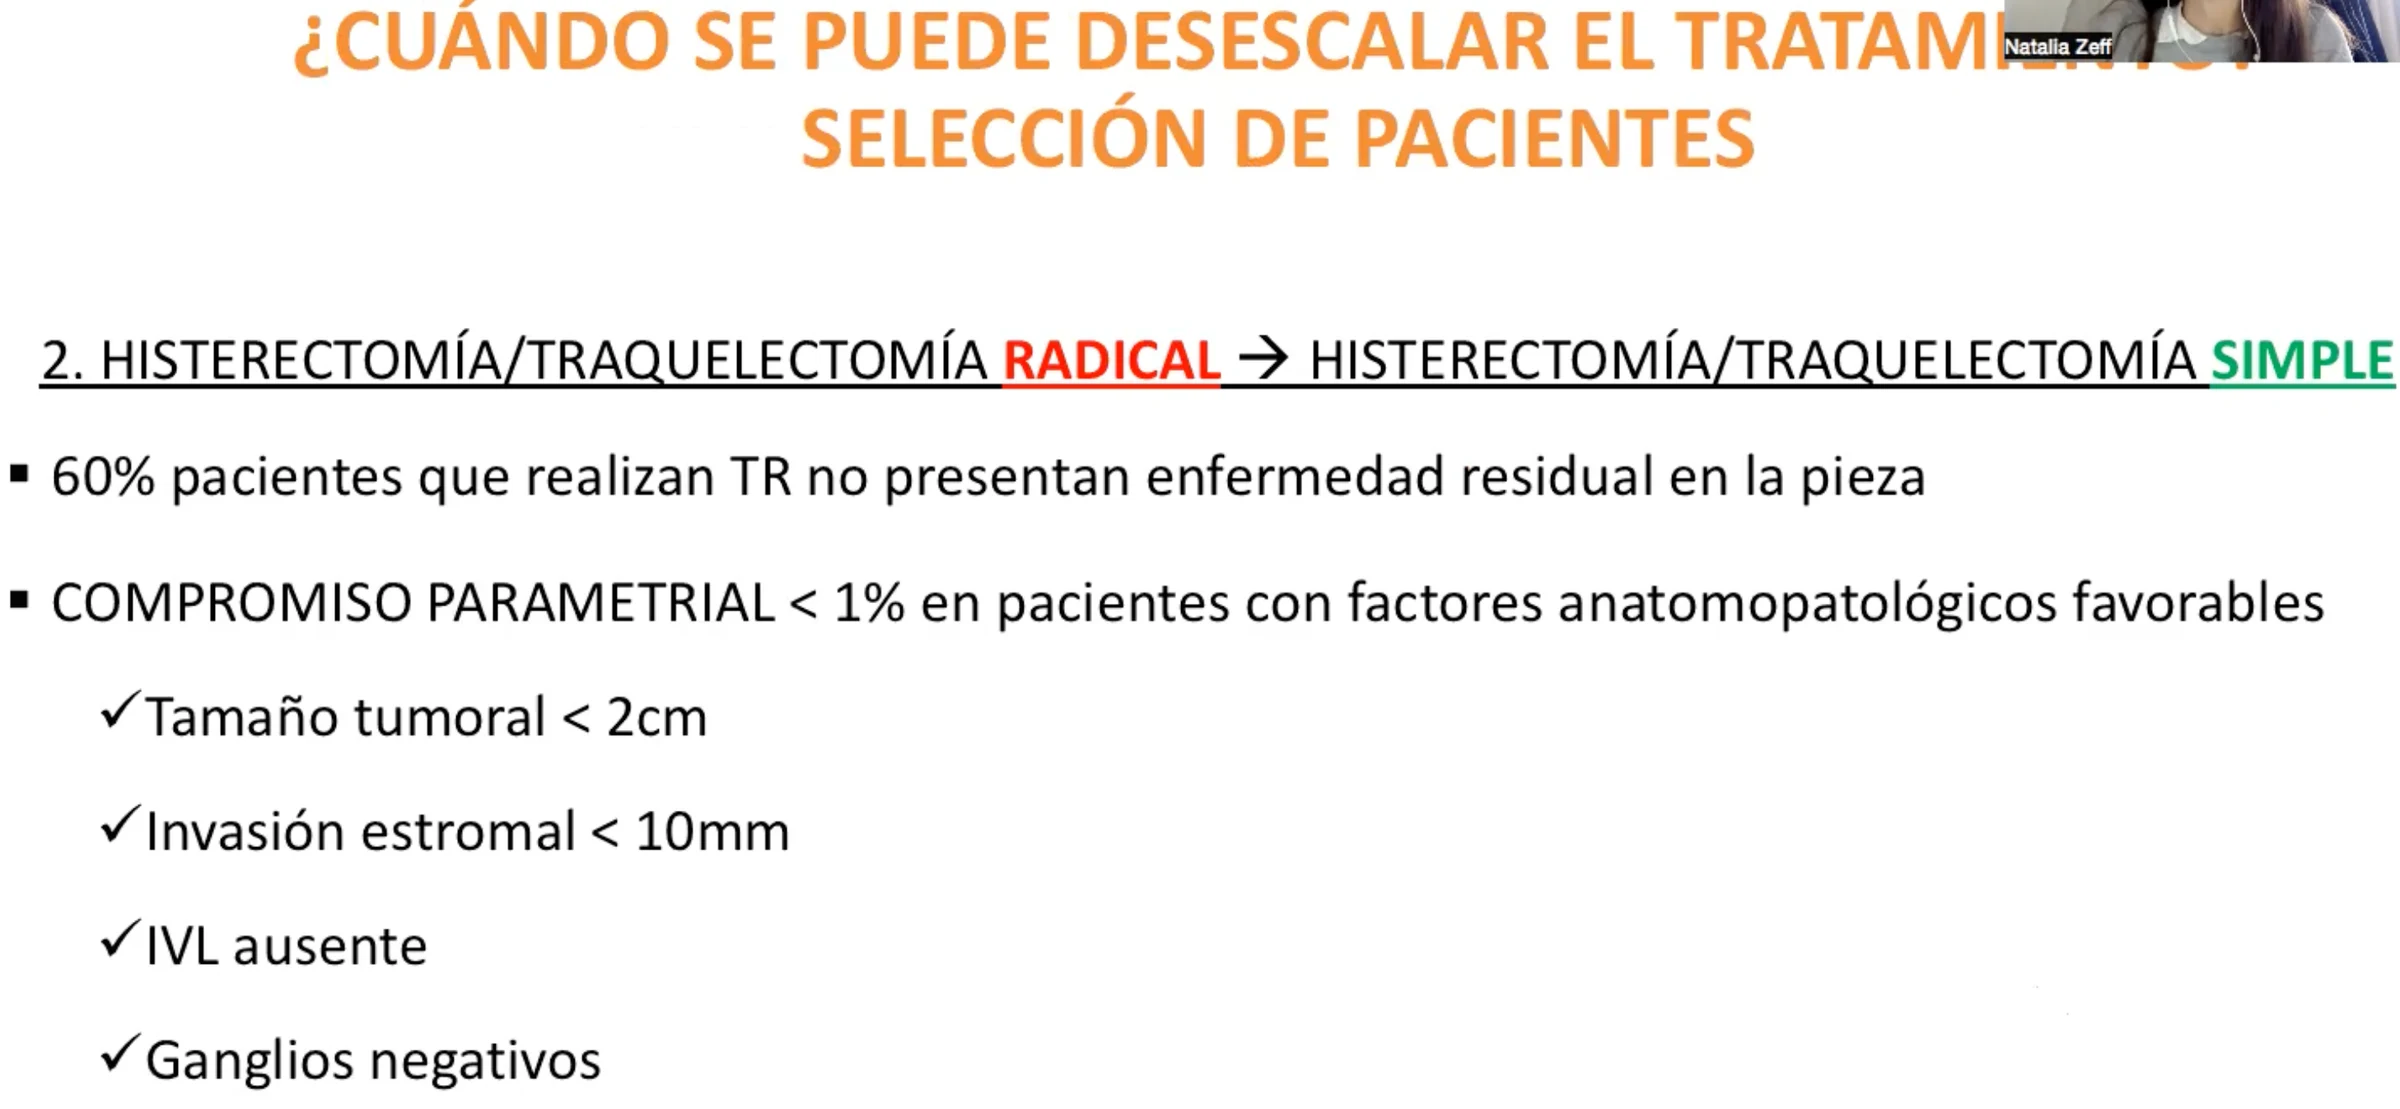 ¿CUÁNDO SE PUEDE DESESCALAR EL
Natalia Zeff
SELECCIÓN DE PACIENTES
2. HISTERECTOMÍA/TRAQUELECTOMÍA RADICAL → HISTERECTOMÍA/TRAQUELECTOMÍA SIMPLE
▪ 60% pacientes que realizan TR no presentan enfermedad residual en la pieza
▪ COMPROMISO PARAMETRIAL < 1% en pacientes con factores anatomopatológicos favorables
✓Tamaño tumoral < 2cm
✓Invasión estromal < 10mm
✓IVL ausente
✓Ganglios negativos